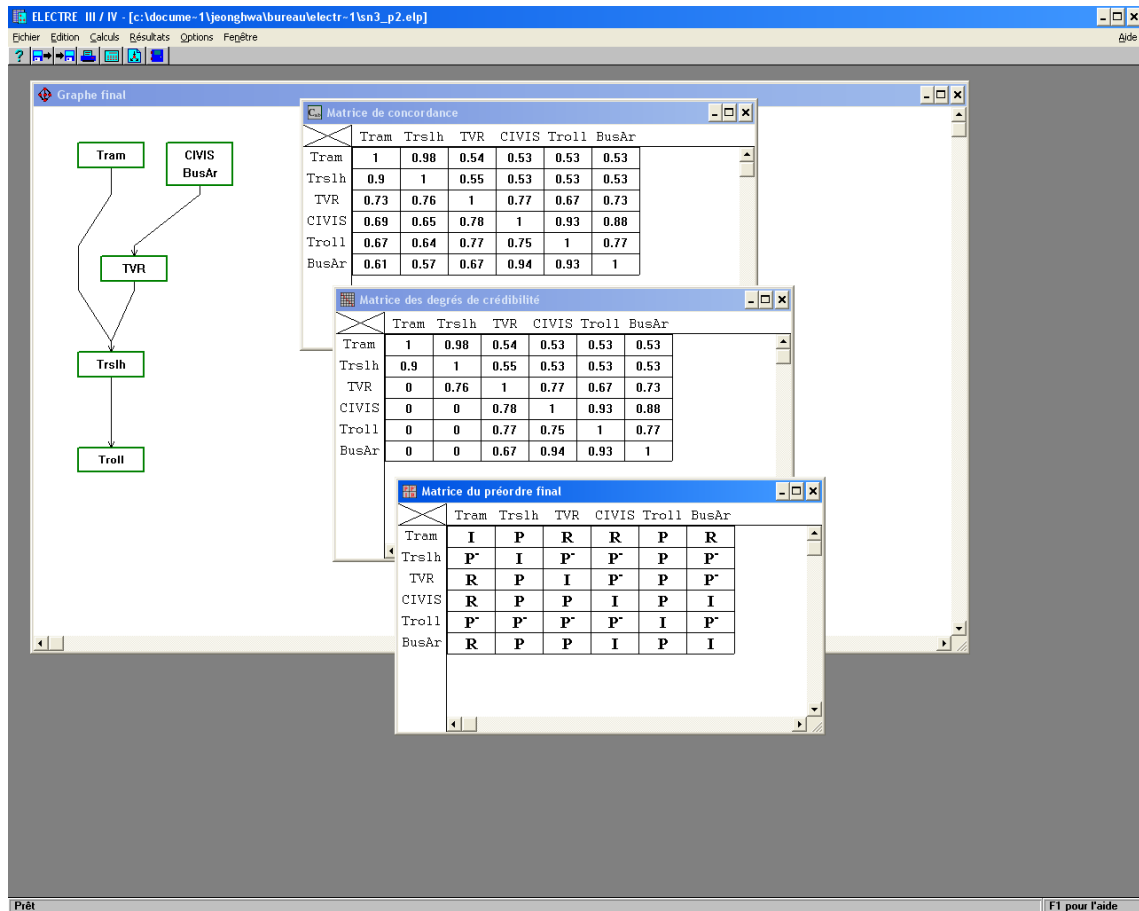 ELECTRE III / IV - [c:\docume~1\jeonghwa\bureau\electr~1\sn3_p2.elp]
Fichier Edition Calculs Résultats Options Fenêtre Aide
?
Graphe final
Tram
CIVIS
BusAr
TVR
Trslh
Troll
Matrice de concordance
Tram Trslh TVR CIVIS Troll BusAr
Tram 1 0.98 0.54 0.53 0.53 0.53
Trslh 0.9 1 0.55 0.53 0.53 0.53
TVR 0.73 0.76 1 0.77 0.67 0.73
CIVIS 0.69 0.65 0.78 1 0.93 0.88
Troll 0.67 0.64 0.77 0.75 1 0.77
BusAr 0.61 0.57 0.67 0.94 0.93 1
Matrice des degrés de crédibilité
Tram Trslh TVR CIVIS Troll BusAr
Tram 1 0.98 0.54 0.53 0.53 0.53
Trslh 0.9 1 0.55 0.53 0.53 0.53
TVR 0 0.76 1 0.77 0.67 0.73
CIVIS 0 0 0.78 1 0.93 0.88
Troll 0 0 0.77 0.75 1 0.77
BusAr 0 0 0.67 0.94 0.93 1
Matrice du préordre final
Tram Trslh TVR CIVIS Troll BusAr
Tram I P R R P R
Trslh P⁻ I P⁻ P⁻ P P⁻
TVR R P I P⁻ P P⁻
CIVIS R P P I P I
Troll P⁻ P⁻ P⁻ P⁻ I P⁻
BusAr R P P I P I
Prêt
F1 pour l'aide